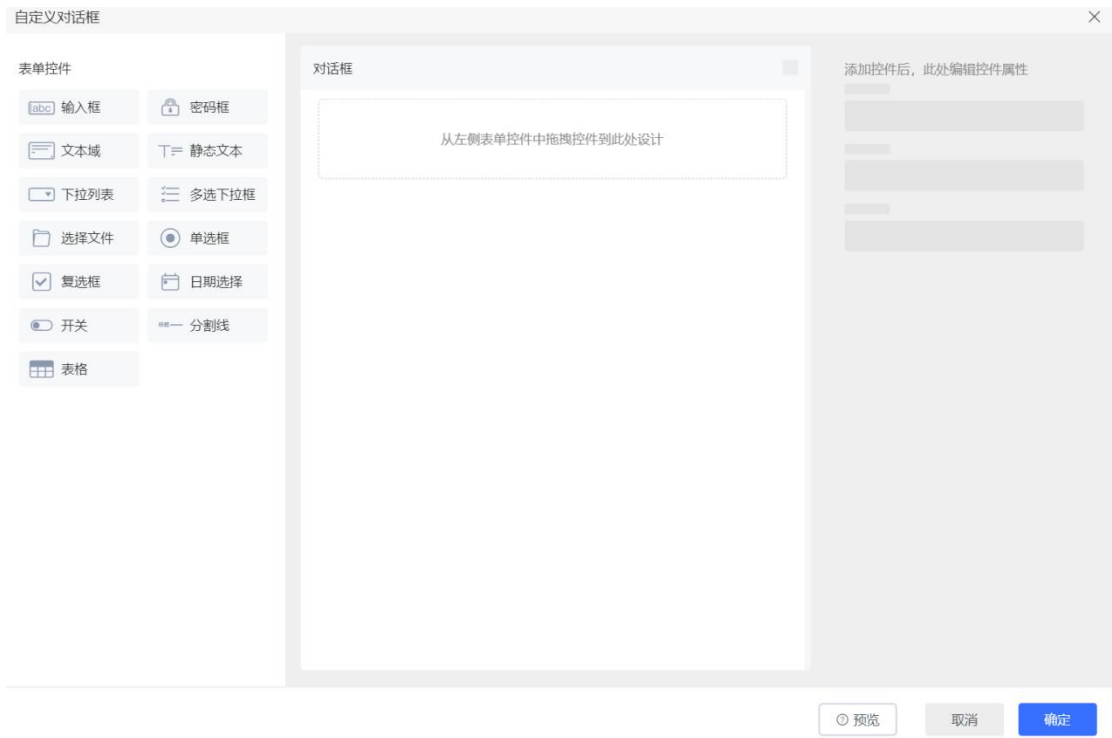 自定义对话框
表单控件
abc 输入框
密码框
文本域
静态文本
下拉列表
多选下拉框
选择文件
单选框
复选框
日期选择
开关
分割线
表格
对话框
从左侧表单控件中拖拽控件到此处设计
添加控件后，此处编辑控件属性
预览
取消
确定